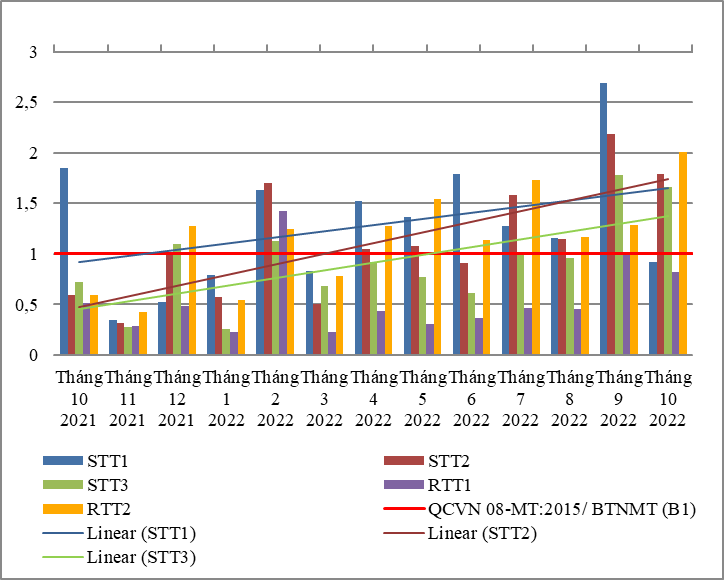 3
2,5
2
1,5
1
0,5
0
Tháng Tháng Tháng Tháng Tháng Tháng Tháng Tháng Tháng Tháng Tháng Tháng Tháng
10 11 12 1 2 3 4 5 6 7 8 9 10
2021 2021 2021 2022 2022 2022 2022 2022 2022 2022 2022 2022 2022
STT1 STT2
STT3 RTT1
RTT2 QCVN 08-MT:2015/ BTNMT (B1)
Linear (STT1) Linear (STT2)
Linear (STT3)